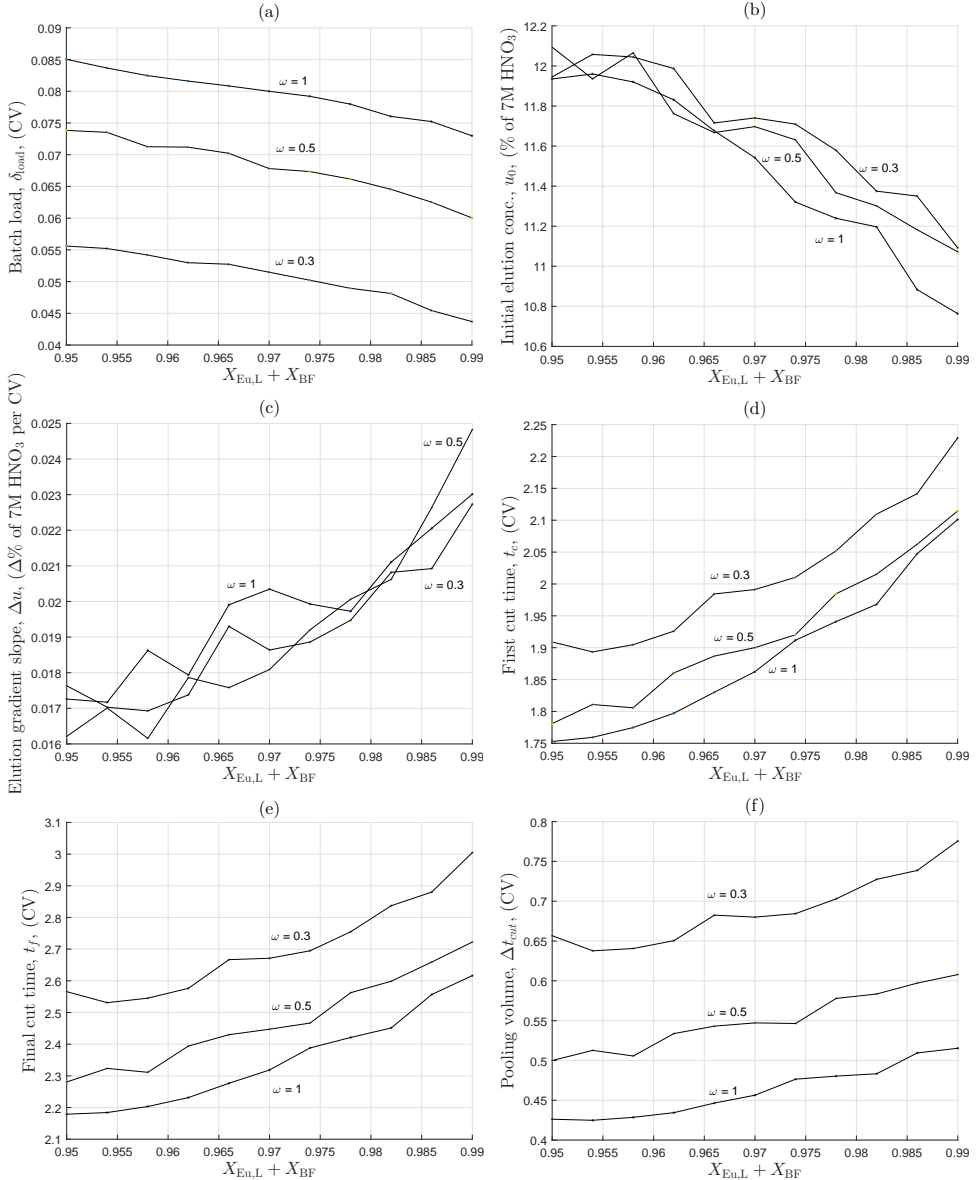 (a)
Batch load, δload, (CV)
0.09
0.085
0.08
0.075
0.07
0.065
0.06
0.055
0.05
0.045
0.04
ω = 1
ω = 0.5
ω = 0.3
0.95 0.955 0.96 0.965 0.97 0.975 0.98 0.985 0.99
XEu,L + XBF
(b)
Initial elution conc., u0, (% of 7M HNO3)
12.2
12
11.8
11.6
11.4
11.2
11
10.8
10.6
ω = 0.5
ω = 0.3
ω = 1
0.95 0.955 0.96 0.965 0.97 0.975 0.98 0.985 0.99
XEu,L + XBF
(c)
Elution gradient slope, Δu, (Δ% of 7M HNO3 per CV)
0.025
0.024
0.023
0.022
0.021
0.02
0.019
0.018
0.017
0.016
ω = 0.5
ω = 1
ω = 0.3
0.95 0.955 0.96 0.965 0.97 0.975 0.98 0.985 0.99
XEu,L + XBF
(d)
First cut time, tc, (CV)
2.25
2.2
2.15
2.1
2.05
2
1.95
1.9
1.85
1.8
1.75
ω = 0.3
ω = 0.5
ω = 1
0.95 0.955 0.96 0.965 0.97 0.975 0.98 0.985 0.99
XEu,L + XBF
(e)
Final cut time, tf, (CV)
3.1
3
2.9
2.8
2.7
2.6
2.5
2.4
2.3
2.2
2.1
ω = 0.3
ω = 0.5
ω = 1
0.95 0.955 0.96 0.965 0.97 0.975 0.98 0.985 0.99
XEu,L + XBF
(f)
Pooling volume, Δtcut, (CV)
0.8
0.75
0.7
0.65
0.6
0.55
0.5
0.45
0.4
ω = 0.3
ω = 0.5
ω = 1
0.95 0.955 0.96 0.965 0.97 0.975 0.98 0.985 0.99
XEu,L + XBF